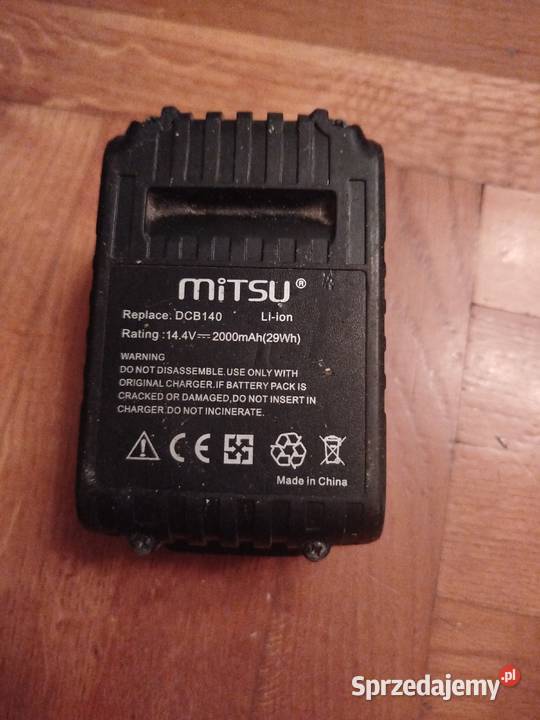 MiTSU ®
Replace: DCB140 Li-ion
Rating :14.4V⎓2000mAh(29Wh)
WARNING
DO NOT DISASSEMBLE.USE ONLY WITH
ORIGINAL CHARGER.IF BATTERY PACK IS
CRACKED OR DAMAGED,DO NOT INSERT IN
CHARGER.DO NOT INCINERATE.
CE
Made in China
Sprzedajemy.pl